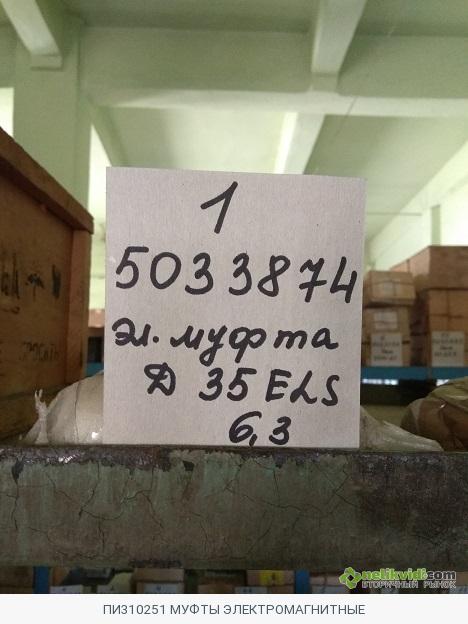 1
5033874
эл. муфта
Д 35 ELS
6,3
nelikvidi.com
ВТОРИЧНЫЙ РЫНОК
ПИ310251 МУФТЫ ЭЛЕКТРОМАГНИТНЫЕ